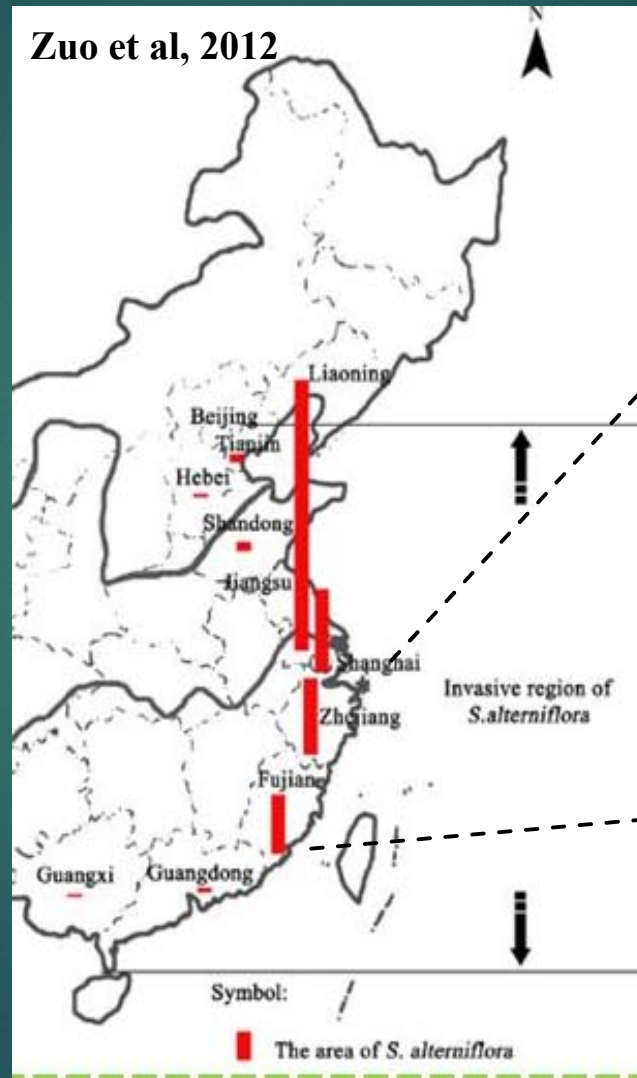 Zuo et al, 2012
N
Liaoning
Beijing
Tianjin
Hebei
Shandong
Jiangsu
Shanghai
Invasive region of
S.alterniflora
Zhejiang
Fujian
Guangxi
Guangdong
Symbol:
The area of S. alterniflora